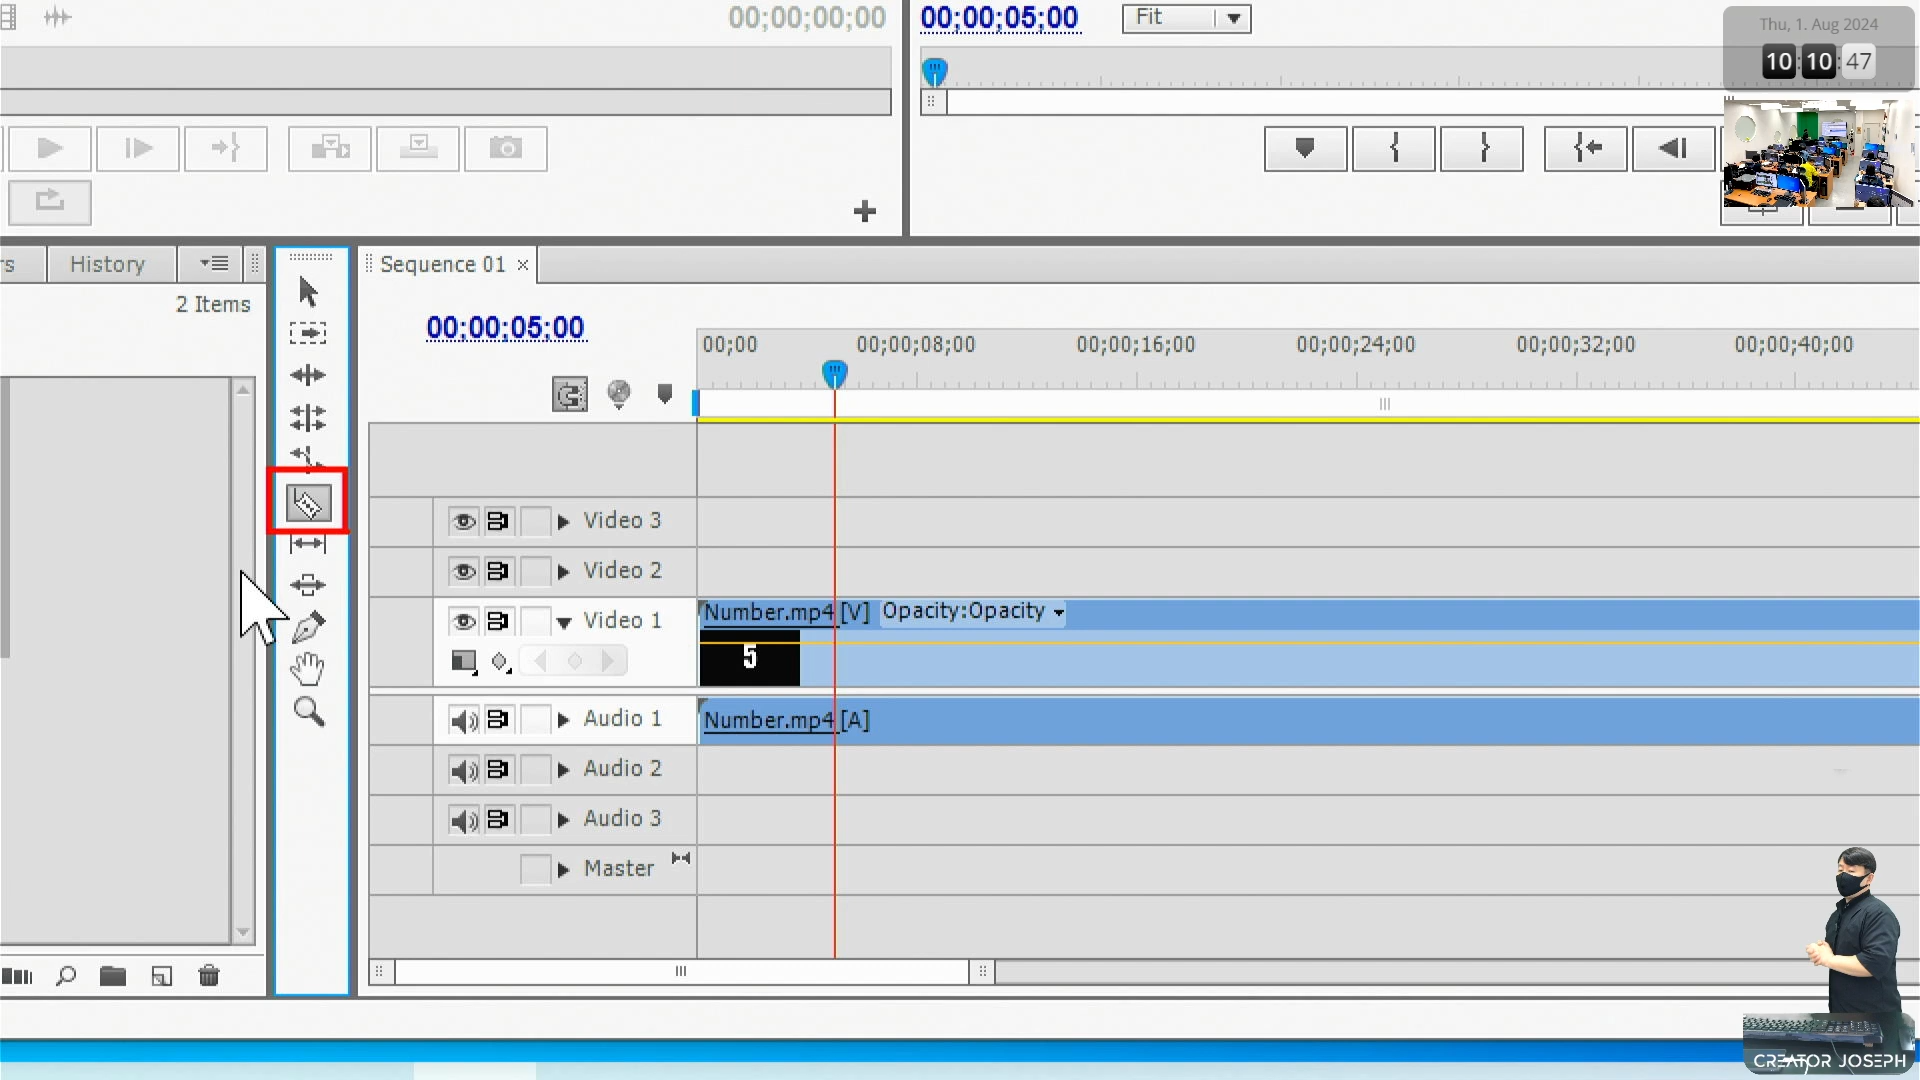 00;00;00;00
00;00;05;00
Fit
Thu, 1. Aug 2024
10:10:47
rs
History
2 Items
Sequence 01 ×
00;00;05;00
00;00
00;00;08;00
00;00;16;00
00;00;24;00
00;00;32;00
00;00;40;00
Video 3
Video 2
Video 1
Number.mp4 [V] Opacity:Opacity
5
Audio 1
Number.mp4 [A]
Audio 2
Audio 3
Master
CREATOR JOSEPH